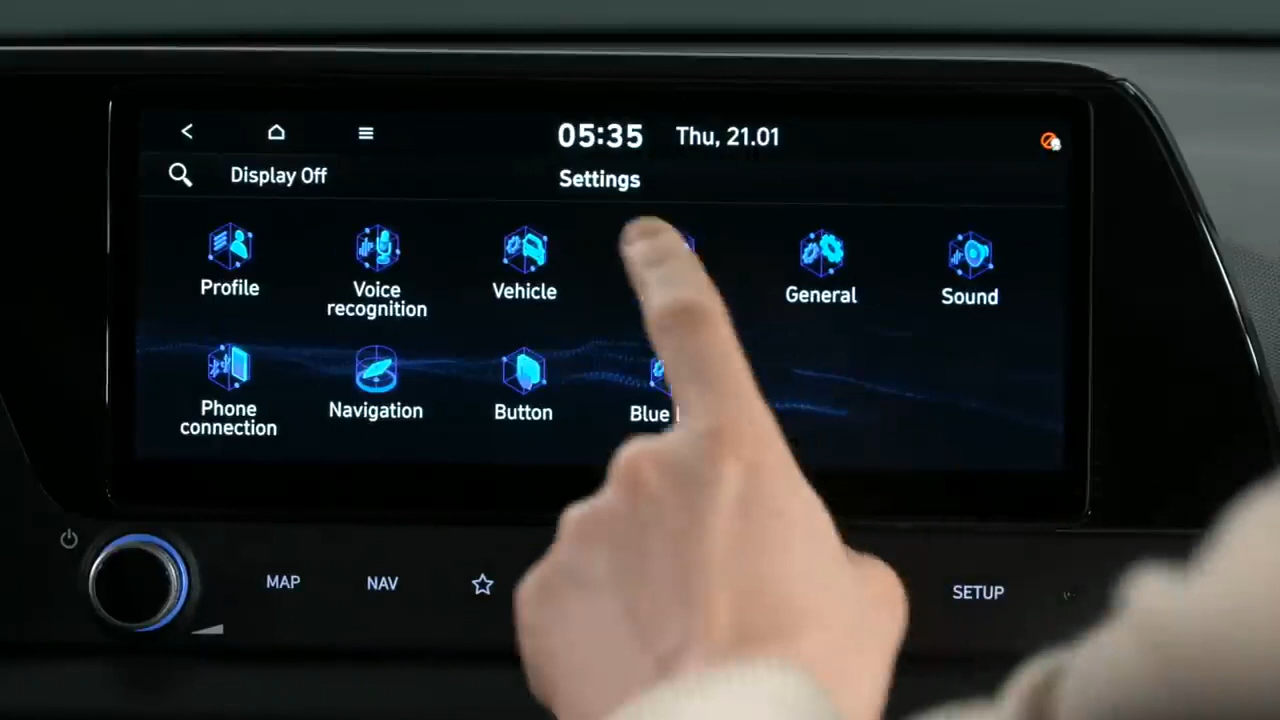 05:35 Thu, 21.01
Display Off
Settings
Profile
Voice
recognition
Vehicle
General
Sound
Phone
connection
Navigation
Button
Blue
MAP
NAV
SETUP